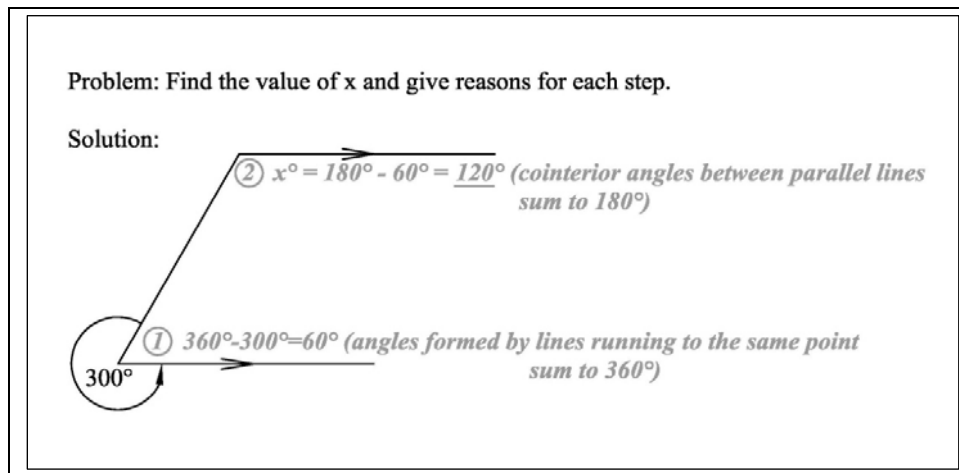 Problem: Find the value of x and give reasons for each step.
Solution:
② x° = 180° - 60° = 120° (cointerior angles between parallel lines
sum to 180°)
① 360°-300°=60° (angles formed by lines running to the same point
sum to 360°)
300°